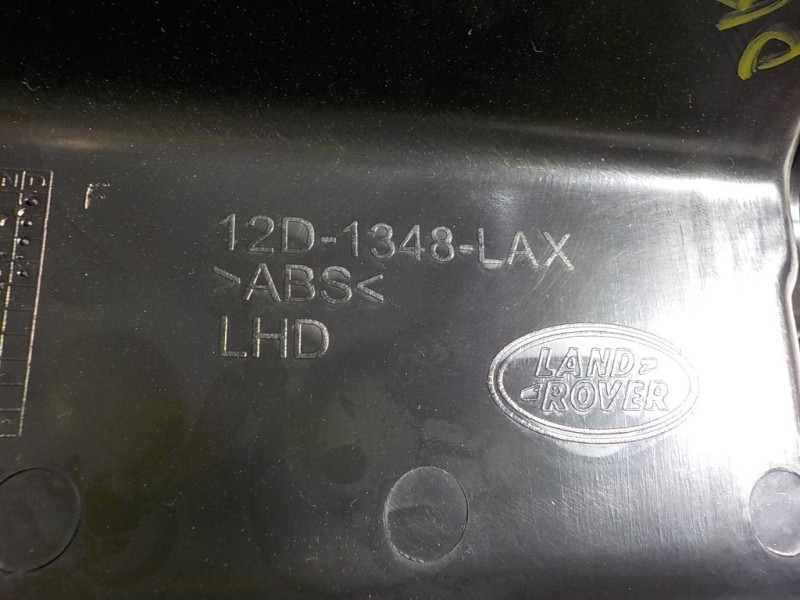 F
12D-1348-LAX
>ABS<
LHD
LAND
ROVER